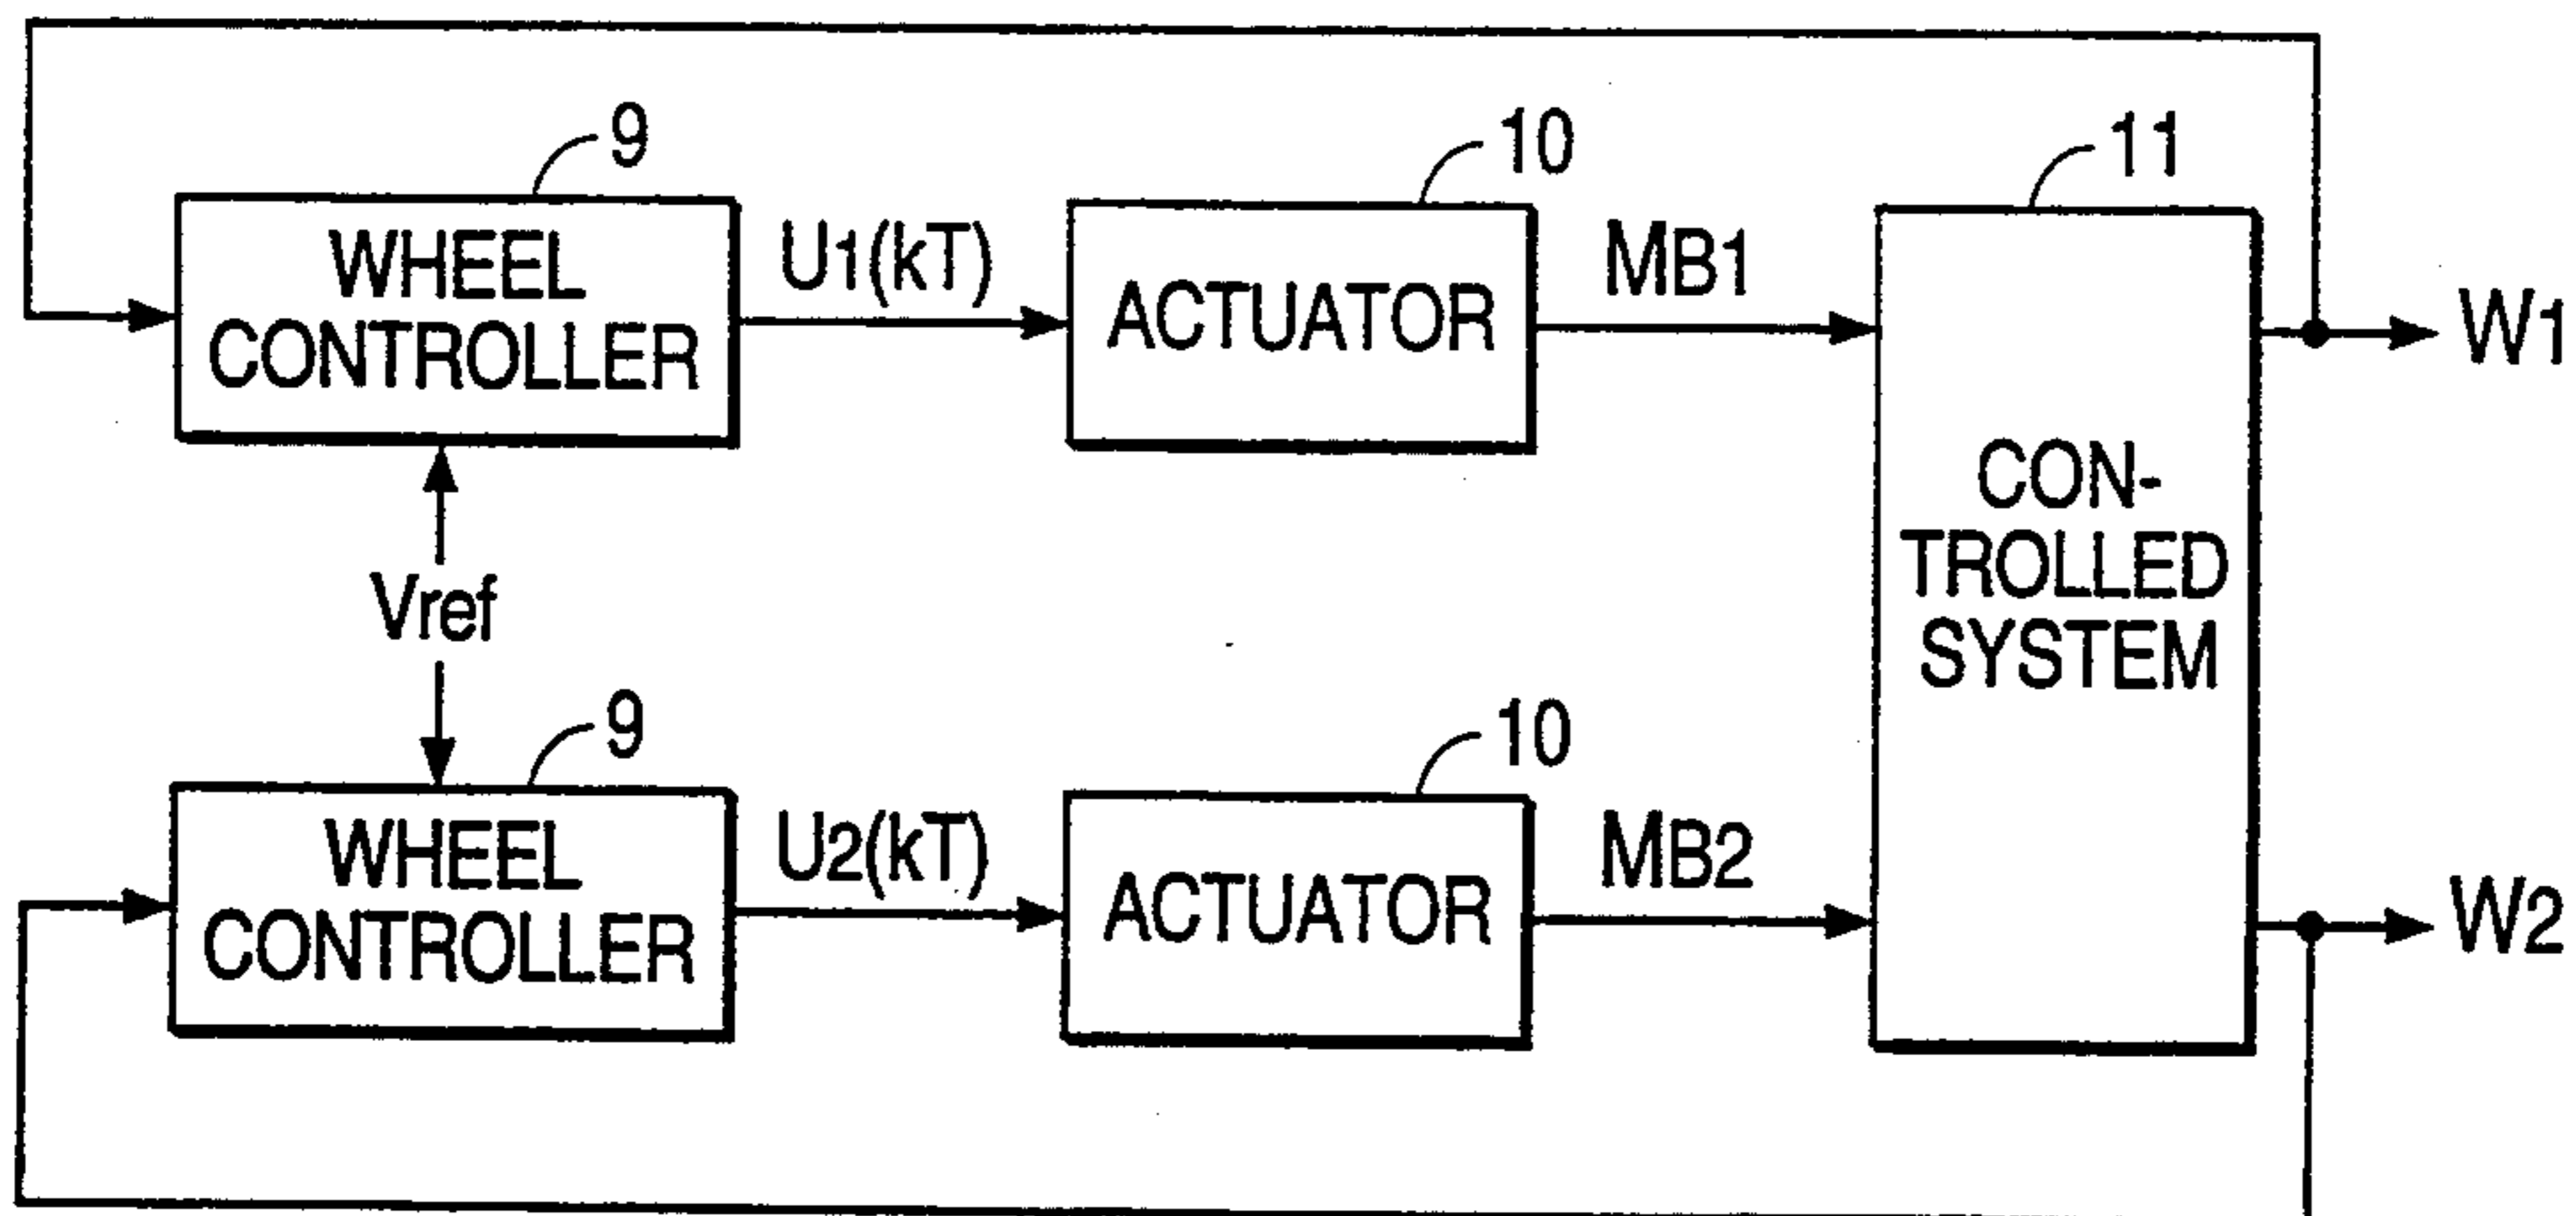 9
10
11
WHEEL
CONTROLLER
U1(kT)
ACTUATOR
MB1
W1
CON-
TROLLED
SYSTEM
Vref
9
10
WHEEL
CONTROLLER
U2(kT)
ACTUATOR
MB2
W2